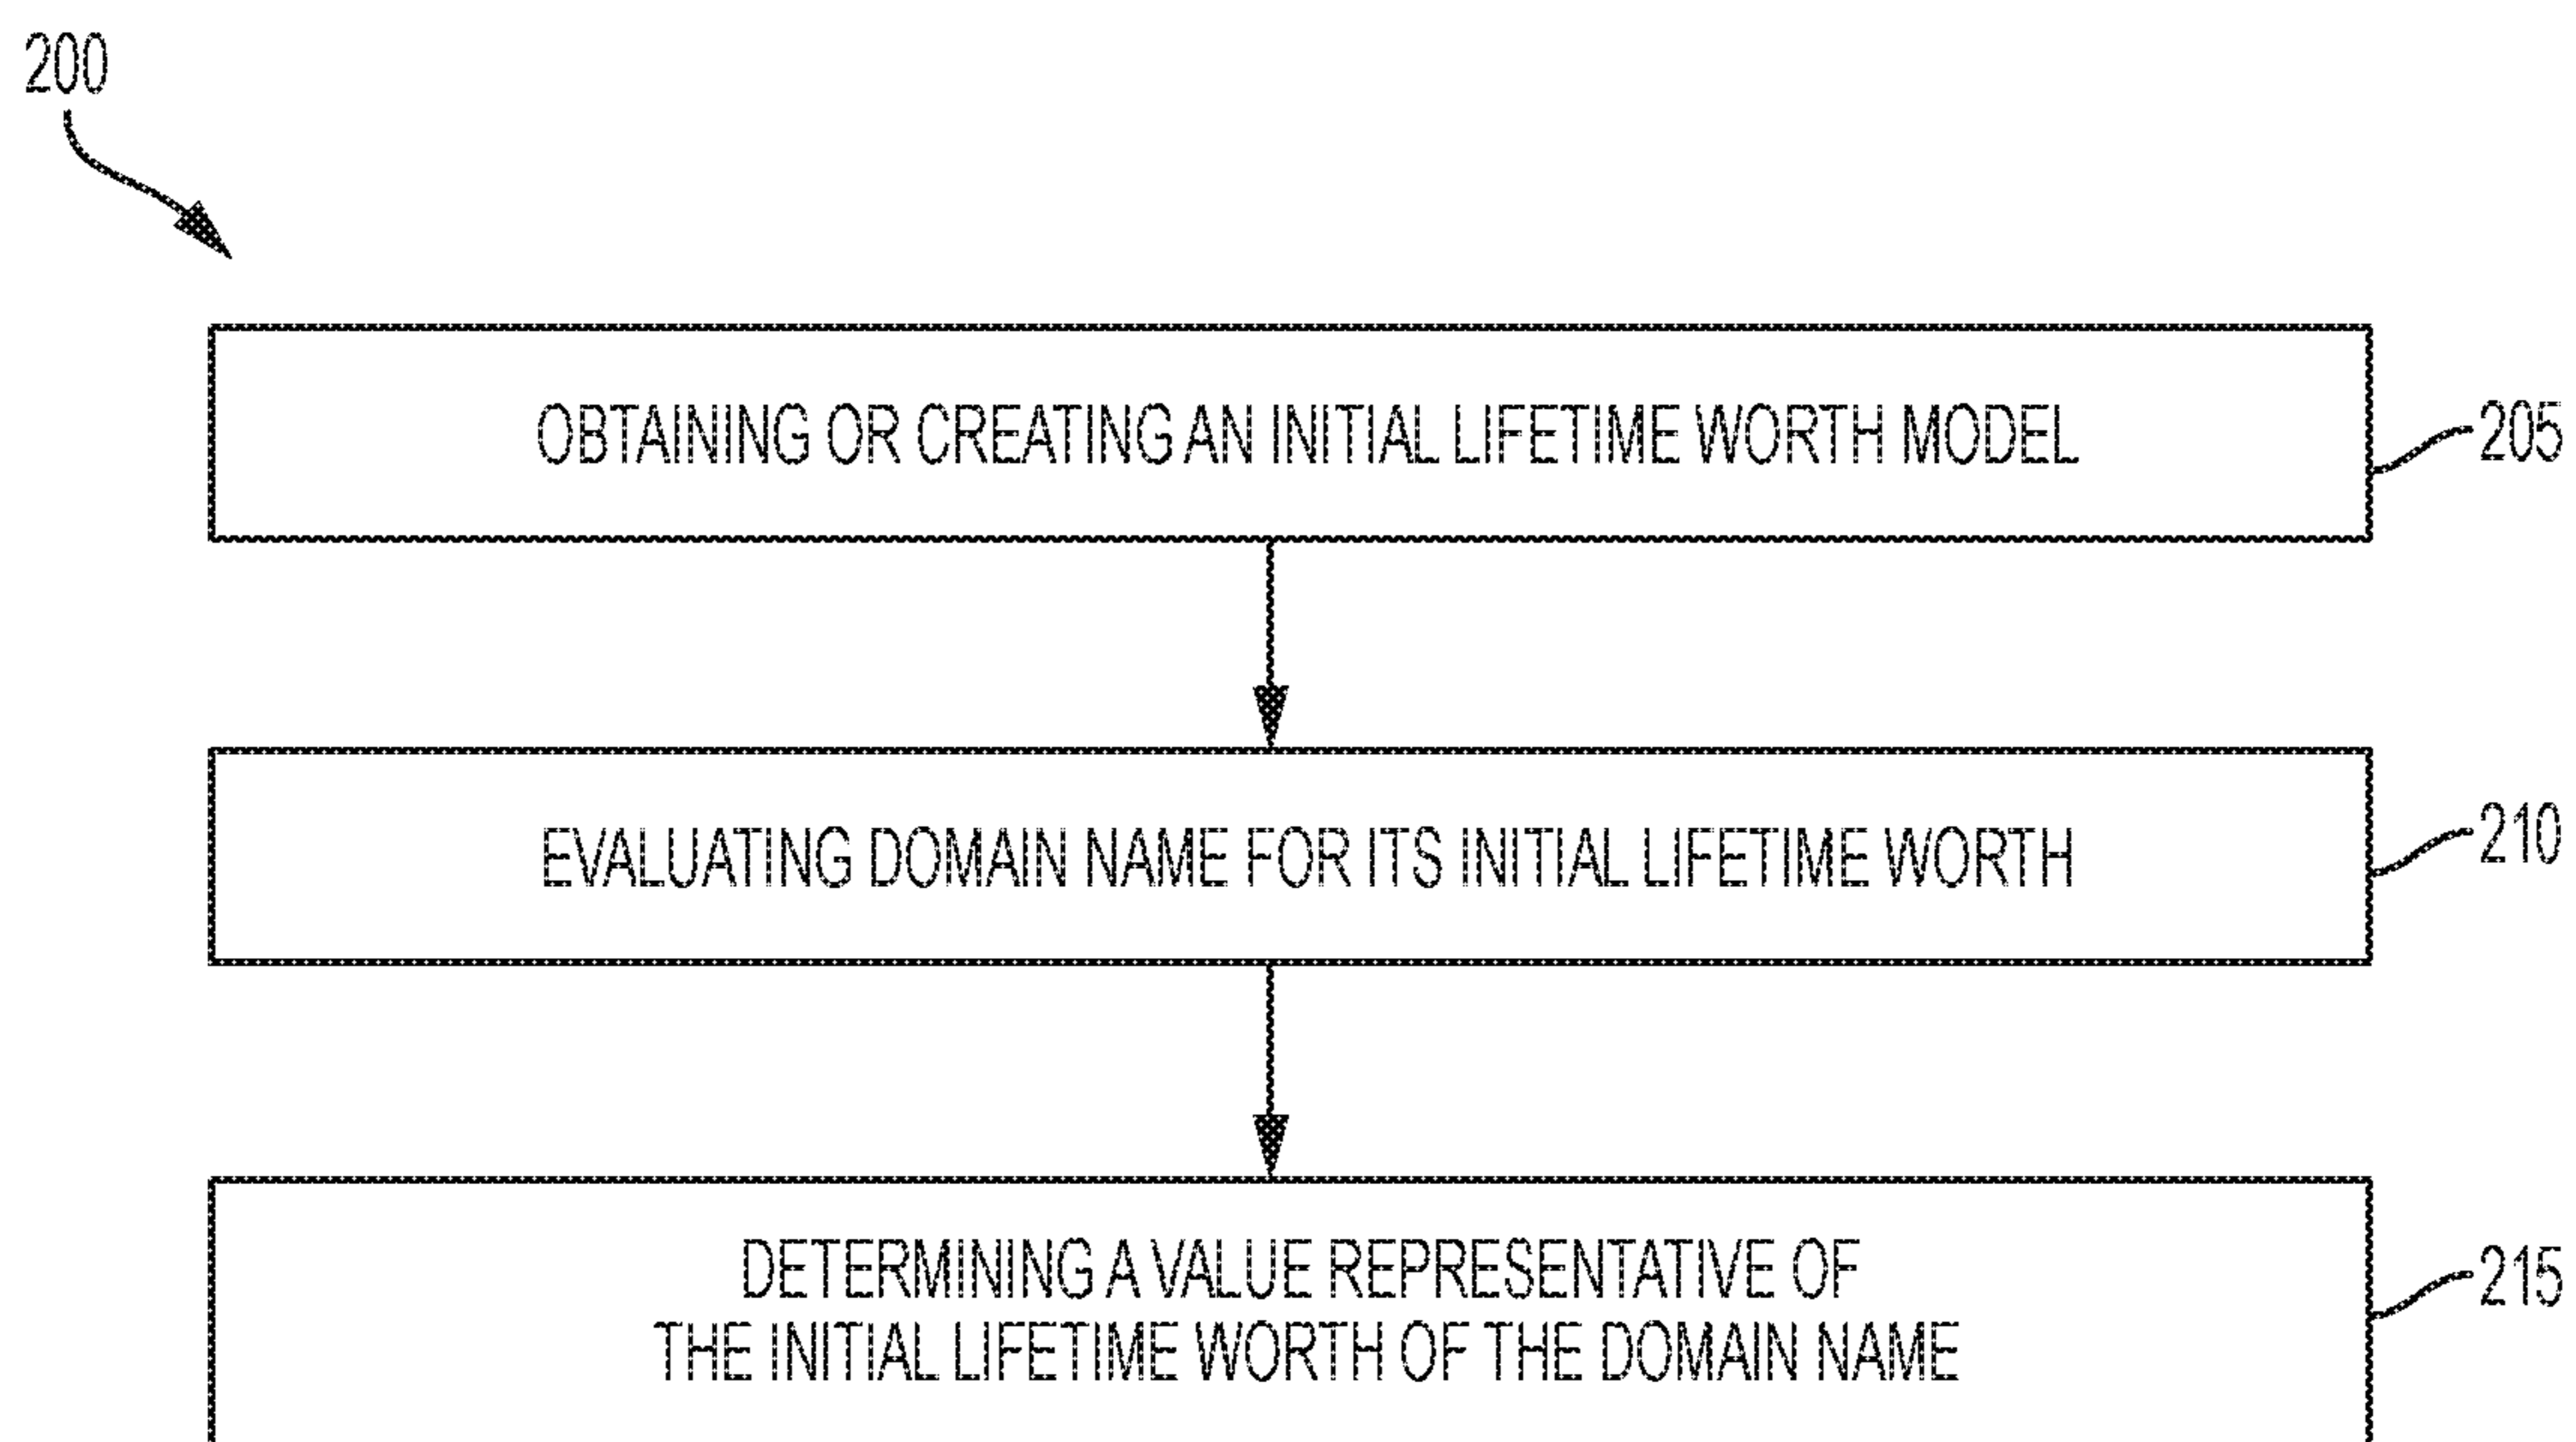 200
OBTAINING OR CREATING AN INITIAL LIFETIME WORTH MODEL
205
EVALUATING DOMAIN NAME FOR ITS INITIAL LIFETIME WORTH
210
DETERMINING A VALUE REPRESENTATIVE OF
THE INITIAL LIFETIME WORTH OF THE DOMAIN NAME
215